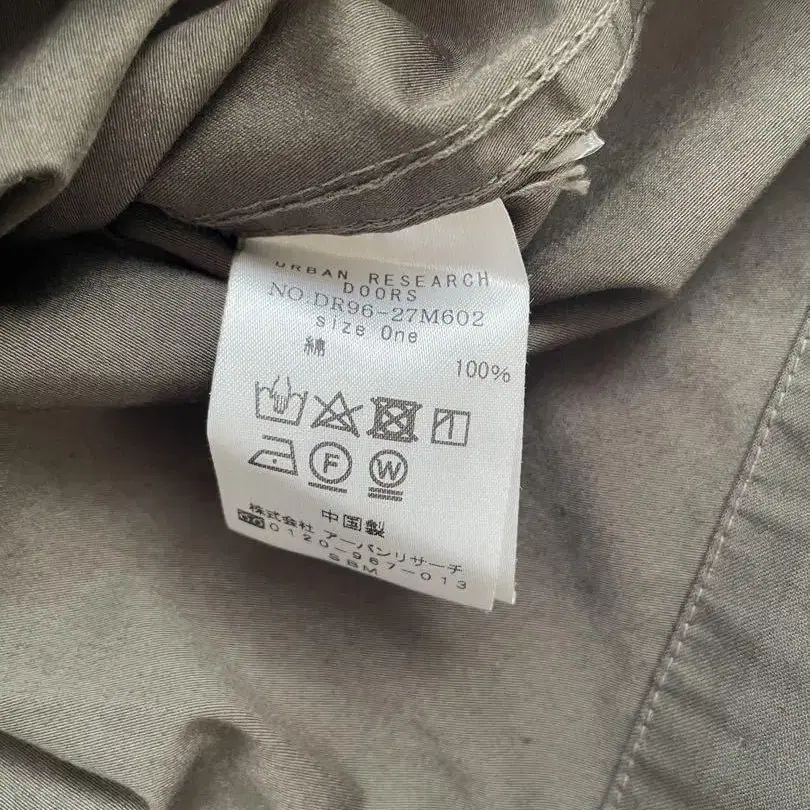 URBAN RESEARCH
DOORS
NO.DR96-27M602
size One
綿
100%
F W
中国製
株式会社 アーバンリサーチ
0120-967-013
SBM